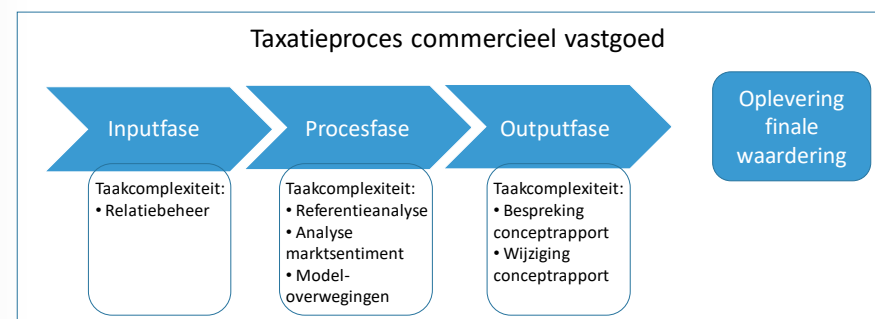 Taxatieproces commercieel vastgoed
Inputfase
Procesfase
Outputfase
Oplevering
finale
waardering
Taakcomplexiteit:
• Relatiebeheer
Taakcomplexiteit:
• Referentieanalyse
• Analyse
marktsentiment
• Model-
overwegingen
Taakcomplexiteit:
• Bespreking
conceptrapport
• Wijziging
conceptrapport